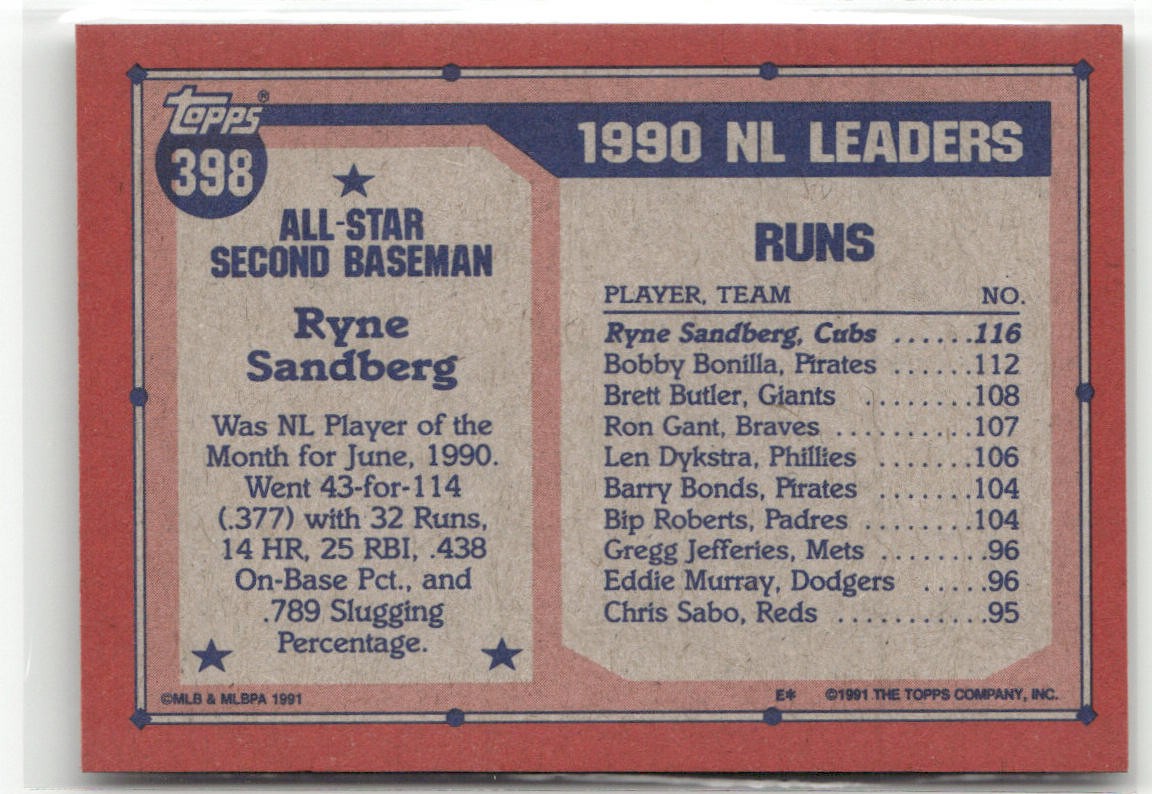 TOPPS®
398
ALL-STAR
SECOND BASEMAN
Ryne
Sandberg
Was NL Player of the
Month for June, 1990.
Went 43-for-114
(.377) with 32 Runs,
14 HR, 25 RBI, .438
On-Base Pct., and
.789 Slugging
Percentage.
©MLB & MLBPA 1991
1990 NL LEADERS
RUNS
PLAYER, TEAM NO.
Ryne Sandberg, Cubs ......116
Bobby Bonilla, Pirates ......112
Brett Butler, Giants ........108
Ron Gant, Braves ..........107
Len Dykstra, Phillies .......106
Barry Bonds, Pirates .......104
Bip Roberts, Padres ........104
Gregg Jefferies, Mets ........96
Eddie Murray, Dodgers .....96
Chris Sabo, Reds ...........95
E* ©1991 THE TOPPS COMPANY, INC.